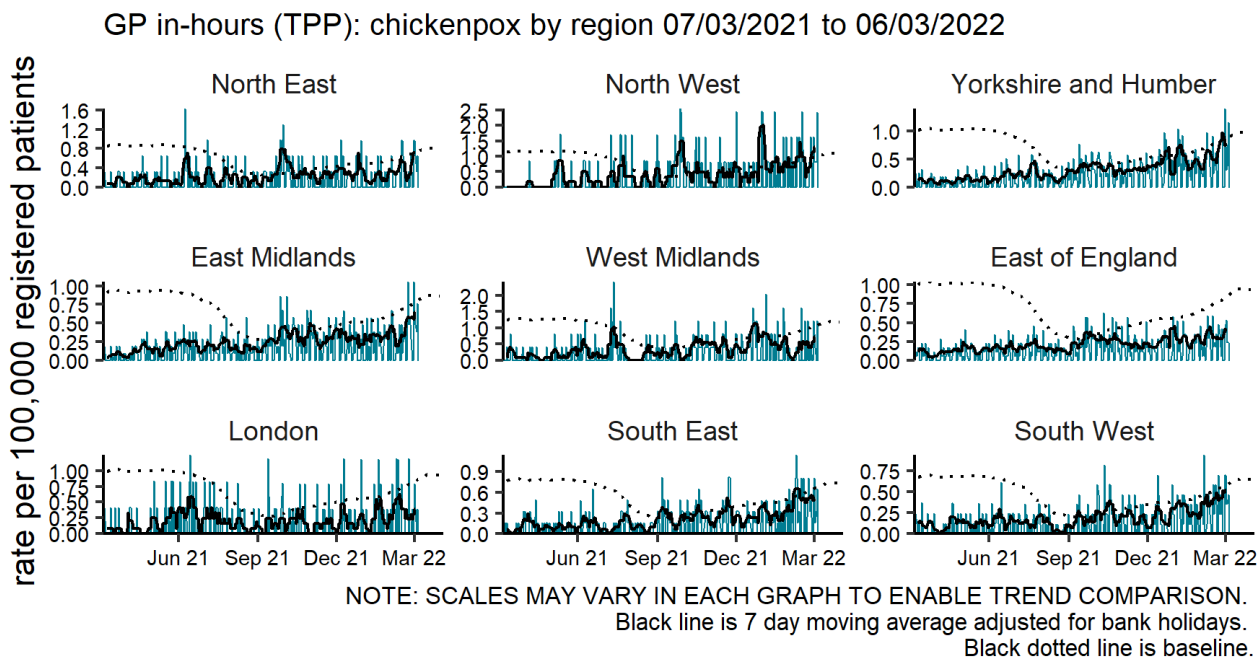 GP in-hours (TPP): chickenpox by region 07/03/2021 to 06/03/2022
rate per 100,000 registered patients
North East
1.6
1.2
0.8
0.4
0.0
North West
2.5
2.0
1.5
1.0
0.5
0.0
Yorkshire and Humber
1.0
0.5
0.0
East Midlands
1.00
0.75
0.50
0.25
0.00
West Midlands
2.0
1.5
1.0
0.5
0.0
East of England
1.00
0.75
0.50
0.25
0.00
London
1.00
0.75
0.50
0.25
0.00
South East
0.9
0.6
0.3
0.0
South West
0.75
0.50
0.25
0.00
Jun 21 Sep 21 Dec 21 Mar 22
Jun 21 Sep 21 Dec 21 Mar 22
Jun 21 Sep 21 Dec 21 Mar 22
NOTE: SCALES MAY VARY IN EACH GRAPH TO ENABLE TREND COMPARISON.
Black line is 7 day moving average adjusted for bank holidays.
Black dotted line is baseline.